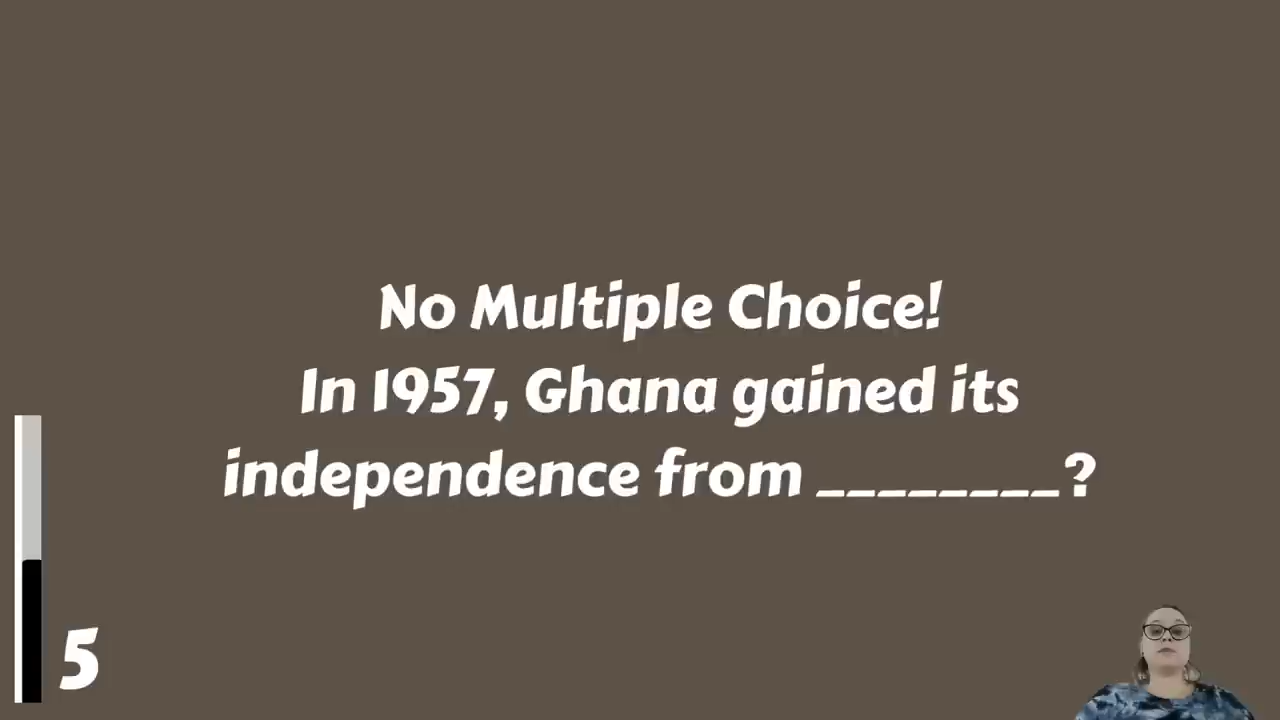 No Multiple Choice!
In 1957, Ghana gained its
independence from ________?
5